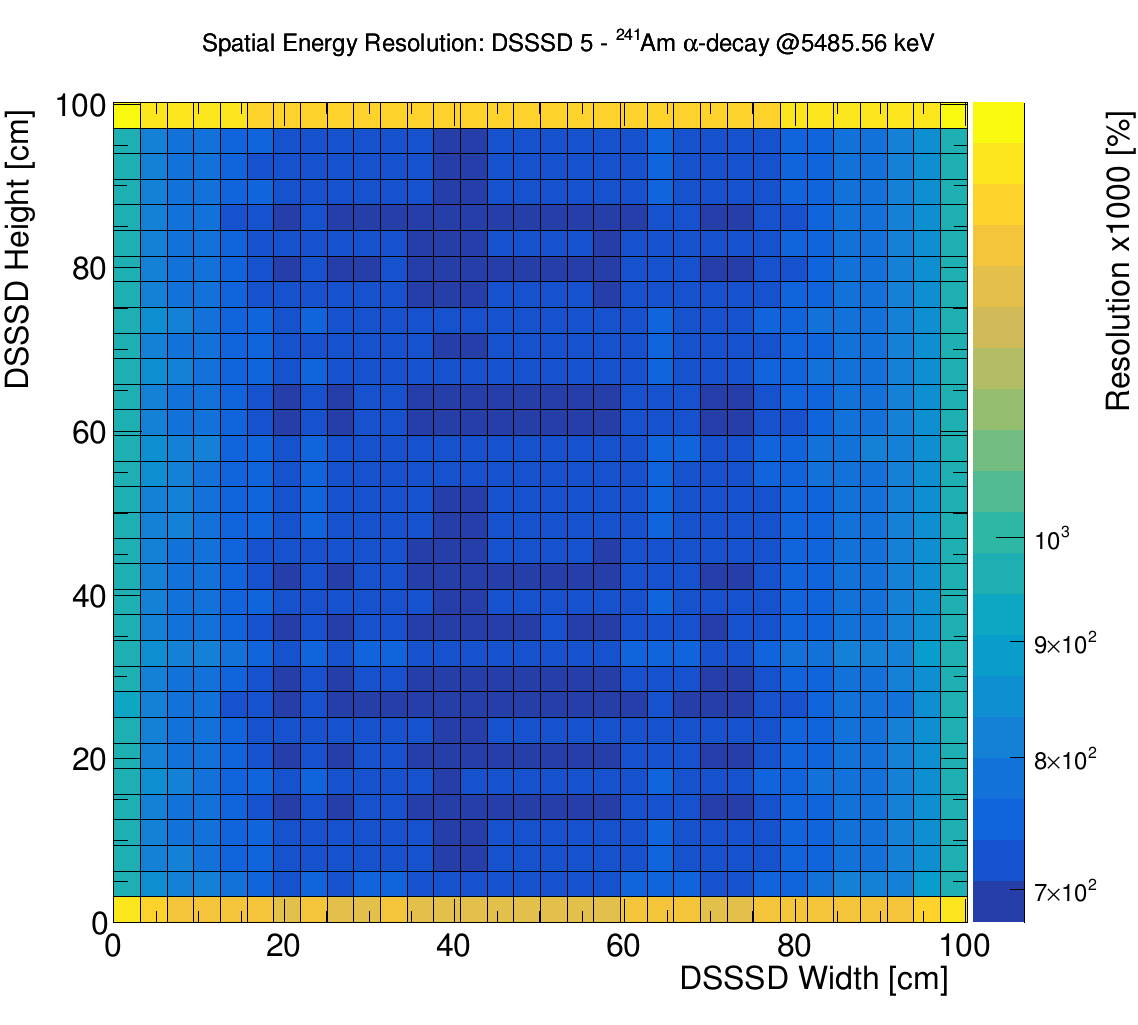 Spatial Energy Resolution: DSSSD 5 - ²⁴¹Am α-decay @5485.56 keV
DSSSD Height [cm]
100
80
60
40
20
0
0 20 40 60 80 100
DSSSD Width [cm]
10³
9×10²
8×10²
7×10²
Resolution x1000 [%]